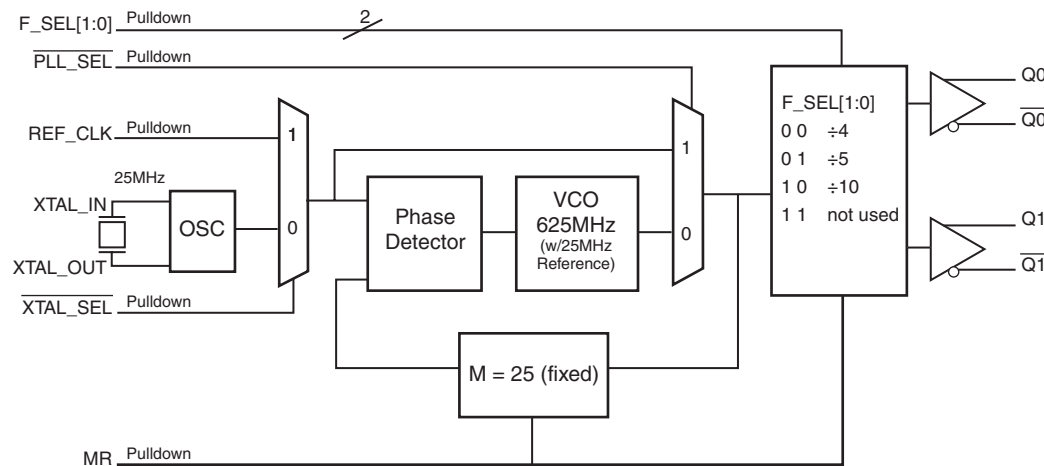 F_SEL[1:0] Pulldown 2
PLL_SEL Pulldown
REF_CLK Pulldown
25MHz
XTAL_IN
OSC
XTAL_OUT
XTAL_SEL Pulldown
1
0
Phase
Detector
VCO
625MHz
(w/25MHz
Reference)
1
0
M = 25 (fixed)
F_SEL[1:0]
0 0 ÷4
0 1 ÷5
1 0 ÷10
1 1 not used
Q0
Q0
Q1
Q1
MR Pulldown